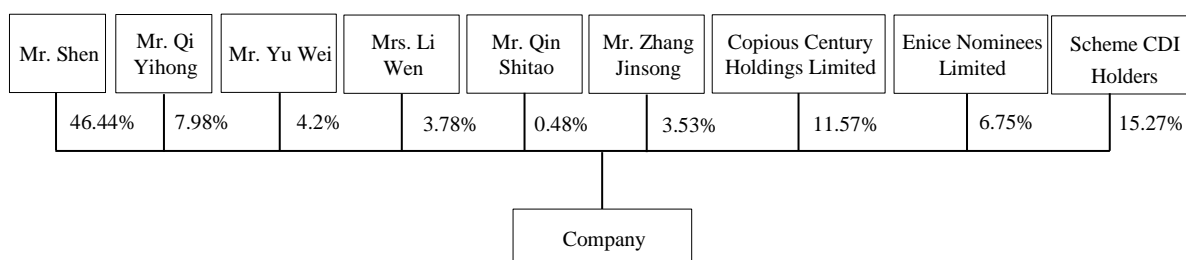 Mr. Shen
Mr. Qi
Yihong
Mr. Yu Wei
Mrs. Li
Wen
Mr. Qin
Shitao
Mr. Zhang
Jinsong
Copious Century
Holdings Limited
Enice Nominees
Limited
Scheme CDI
Holders
46.44%
7.98%
4.2%
3.78%
0.48%
3.53%
11.57%
6.75%
15.27%
Company